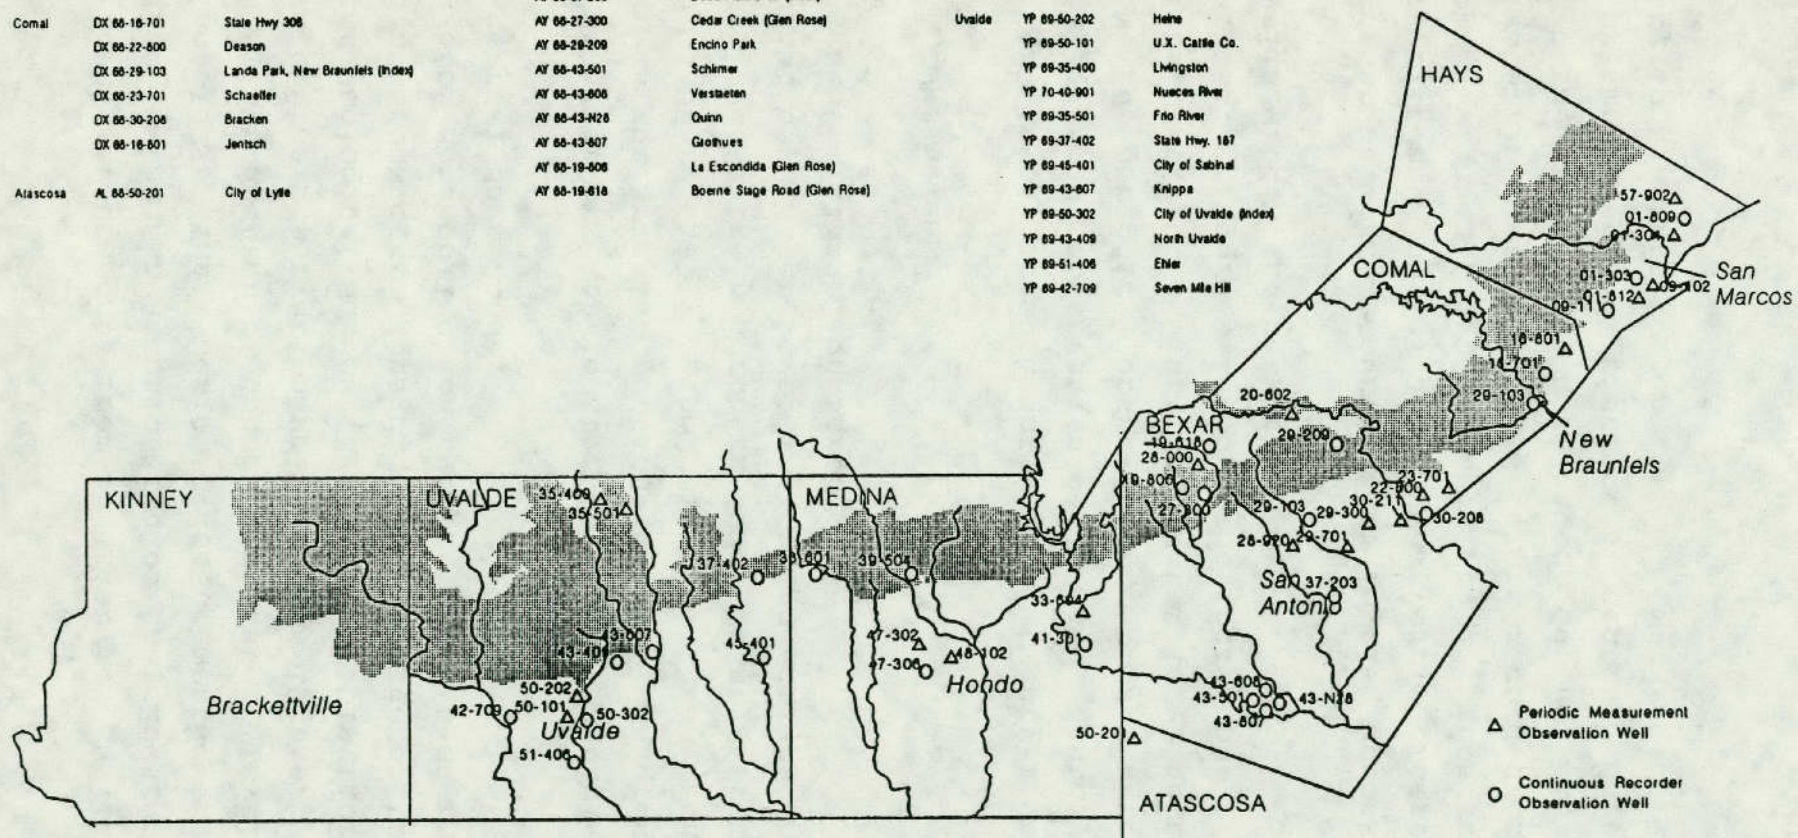 Comal DX 68-16-701 State Hwy 306
DX 68-22-800 Deason
DX 68-29-103 Landa Park, New Braunfels (Index)
DX 68-23-701 Schaeffer
DX 68-30-208 Bracken
DX 68-16-801 Jentsch
Atascosa AL 68-50-201 City of Lytle
AY 68-27-300 Cedar Creek (Glen Rose)
AY 68-29-209 Encino Park
AY 68-43-501 Schirmer
AY 68-43-608 Verstaeten
AY 68-43-N28 Quinn
AY 68-43-807 Grothues
AY 68-19-806 La Escondida (Glen Rose)
AY 68-19-618 Boerne Stage Road (Glen Rose)
Uvalde YP 69-50-202 Heine
YP 69-50-101 U.X. Cattle Co.
YP 69-35-400 Livingston
YP 70-40-901 Nueces River
YP 69-35-501 Frio River
YP 69-37-402 State Hwy. 187
YP 69-45-401 City of Sabinal
YP 69-43-607 Knippa
YP 69-50-302 City of Uvalde (Index)
YP 69-43-409 North Uvalde
YP 69-51-406 Ehler
YP 69-42-709 Seven Mile Hill
HAYS
57-902
01-809
01-304
COMAL
01-303
San
Marcos
09-102
01-812
09-11
16-801
16-701
20-602
29-103
BEXAR
19-618
29-209
New
Braunfels
28-000
19-806
27-300
23-701
22-800
30-211
30-208
29-103
29-300
28-920
29-701
KINNEY
UVALDE
35-400
35-501
MEDINA
37-402
38-601
39-504
San
Antonio
37-203
33-604
41-301
43-607
43-409
45-401
47-302
48-102
47-306
Hondo
50-202
Brackettville
42-709
50-101
50-302
Uvalde
51-406
43-608
43-501
43-N28
43-807
50-201
ATASCOSA
Periodic Measurement
Observation Well
Continuous Recorder
Observation Well